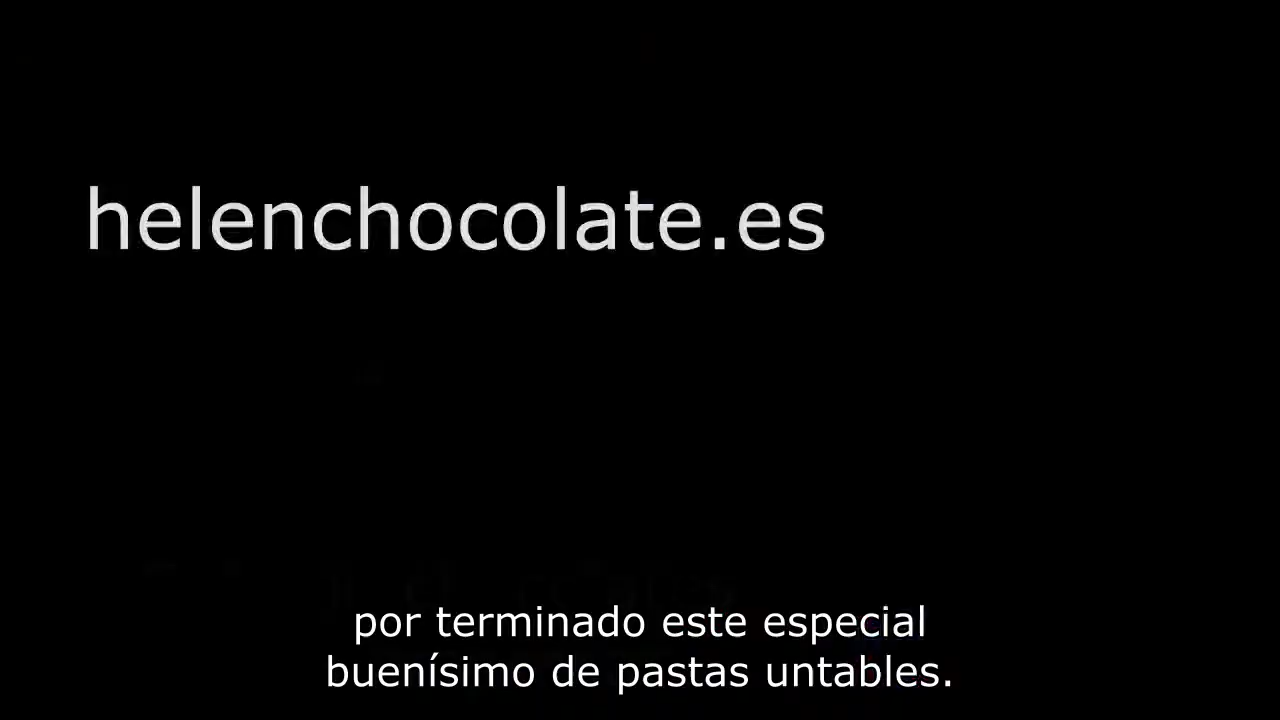 helenchocolate.es
por terminado este especial
buenísimo de pastas untables.